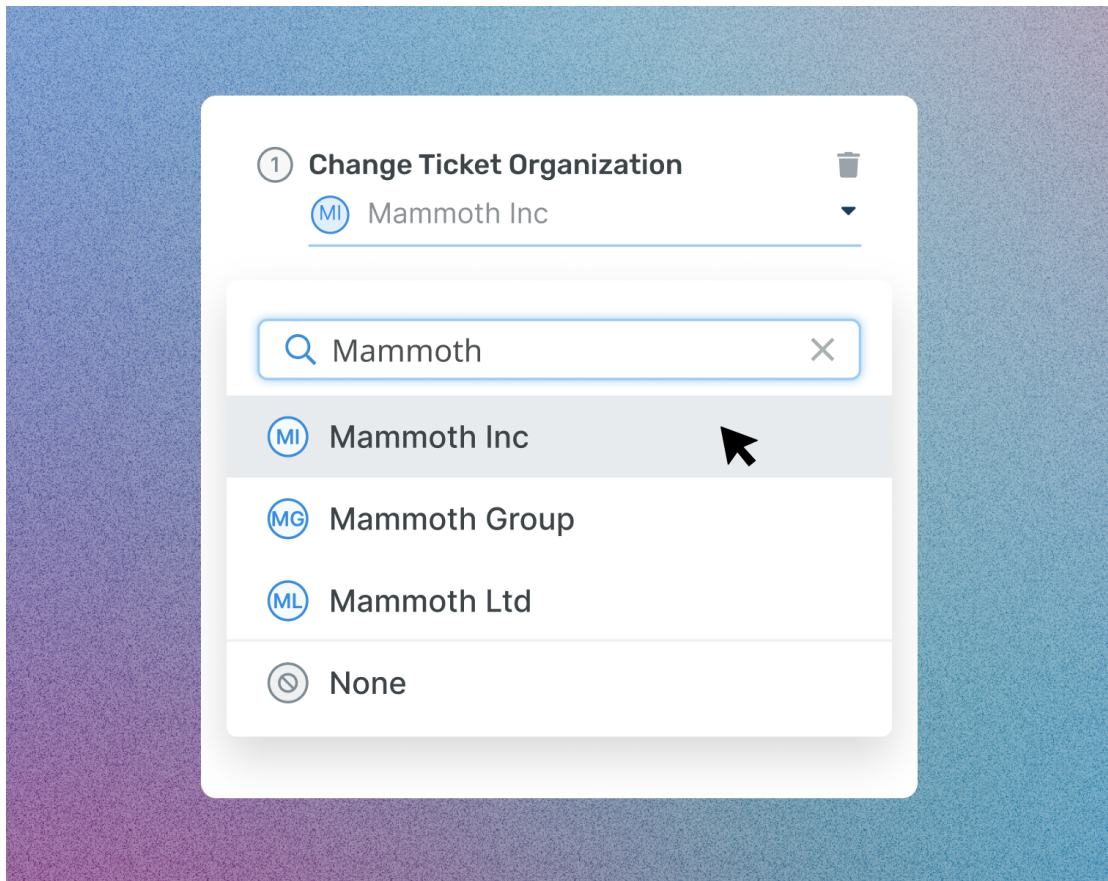 1 Change Ticket Organization
MI Mammoth Inc
Mammoth
MI Mammoth Inc
MG Mammoth Group
ML Mammoth Ltd
None